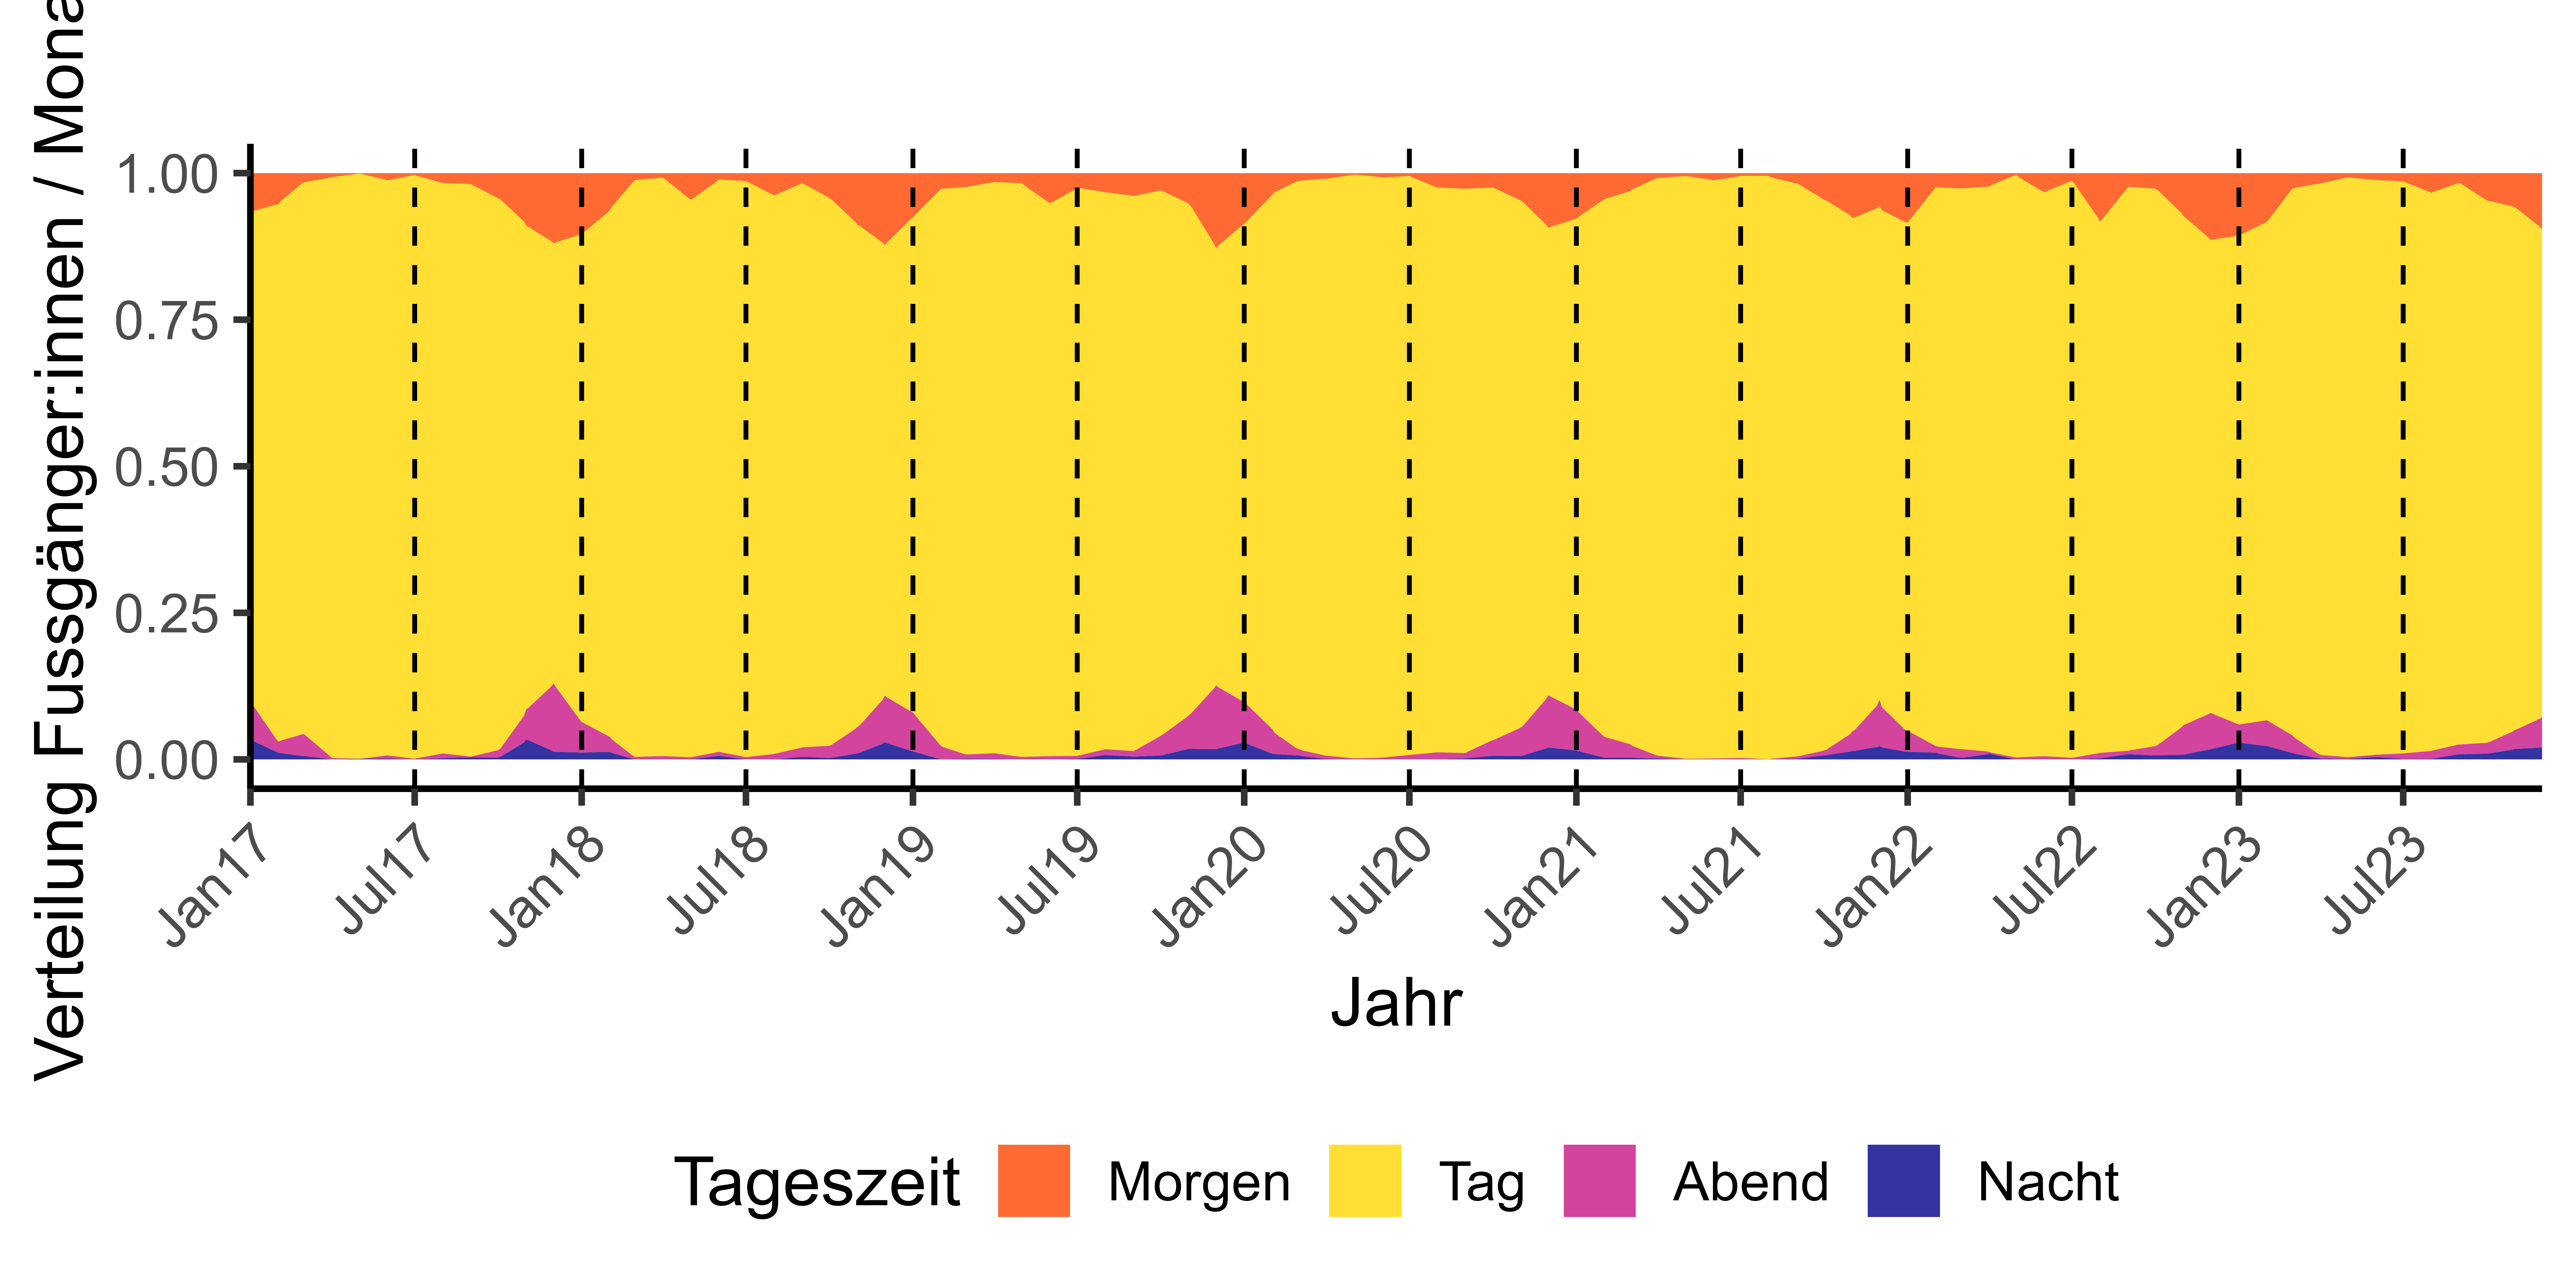 Verteilung Fussgänger:innen / Mona
1.00
0.75
0.50
0.25
0.00
Jan17
Jul17
Jan18
Jul18
Jan19
Jul19
Jan20
Jul20
Jan21
Jul21
Jan22
Jul22
Jan23
Jul23
Jahr
Tageszeit Morgen Tag Abend Nacht